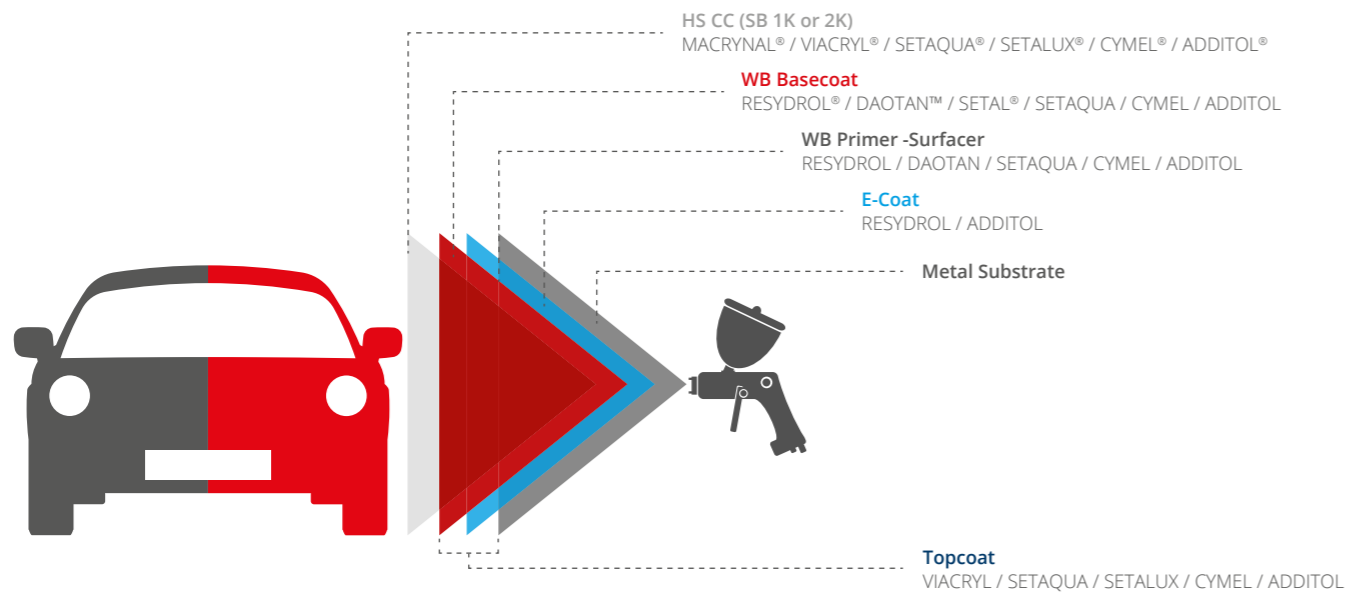 HS CC (SB 1K or 2K)
MACRYNAL® / VIACRYL® / SETAQUA® / SETALUX® / CYMEL® / ADDITOL®
WB Basecoat
RESYDROL® / DAOTAN™ / SETAL® / SETAQUA / CYMEL / ADDITOL
WB Primer -Surfacer
RESYDROL / DAOTAN / SETAQUA / CYMEL / ADDITOL
E-Coat
RESYDROL / ADDITOL
Metal Substrate
Topcoat
VIACRYL / SETAQUA / SETALUX / CYMEL / ADDITOL